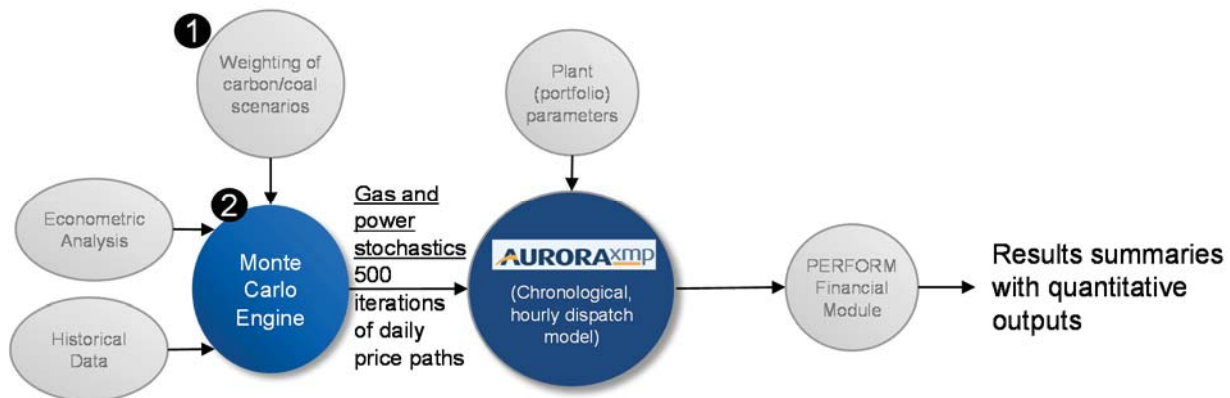 1
Weighting of
carbon/coal
scenarios
Plant
(portfolio)
parameters
Econometric
Analysis
Historical
Data
2
Monte
Carlo
Engine
Gas and
power
stochastics
500
iterations
of daily
price paths
AURORAxmp
(Chronological,
hourly dispatch
model)
PERFORM
Financial
Module
Results summaries
with quantitative
outputs